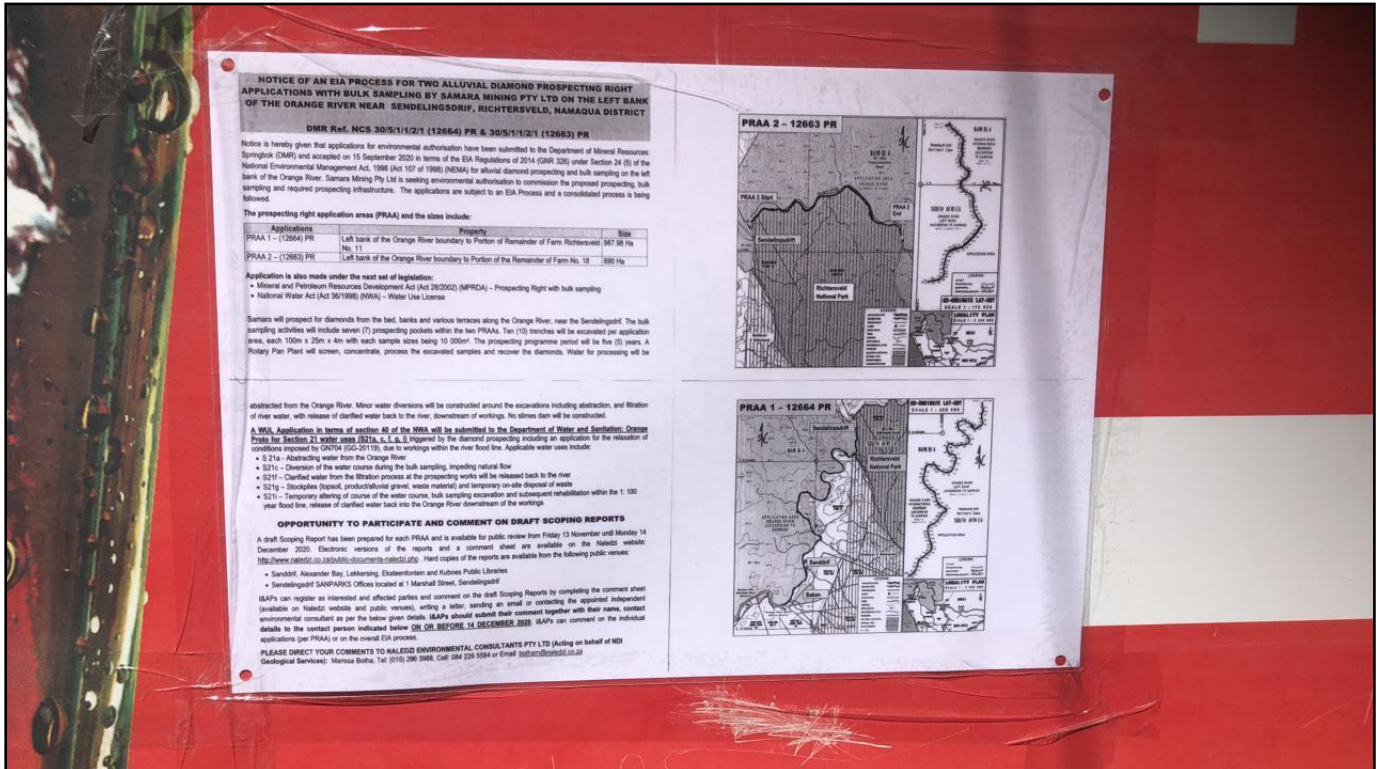 NOTICE OF AN EIA PROCESS FOR TWO ALLUVIAL DIAMOND PROSPECTING RIGHT
APPLICATIONS WITH BULK SAMPLING BY SAMARA MINING PTY LTD ON THE LEFT BANK
OF THE ORANGE RIVER NEAR SENDELINGSDRIF, RICHTERSVELD, NAMAQUA DISTRICT
DMR Ref. NCS 30/5/1/1/2/1 (12664) PR & 30/5/1/1/2/1 (12663) PR
Notice is hereby given that applications for environmental authorisation have been submitted to the Department of Mineral Resources:
Springbok (DMR) and accepted on 15 September 2020 in terms of the EIA Regulations of 2014 (GNR 326) under Section 24 (5) of the
National Environmental Management Act, 1998 (Act 107 of 1998) (NEMA) for alluvial diamond prospecting and bulk sampling on the left
bank of the Orange River. Samara Mining Pty Ltd is seeking environmental authorisation to commission the proposed prospecting, bulk
sampling and required prospecting infrastructure. The applications are subject to an EIA Process and a consolidated process is being
followed.
The prospecting right application areas (PRAA) and the sizes include:
Applications Property Size
PRAA 1 – (12664) PR Left bank of the Orange River boundary to Portion of Remainder of Farm Richtersveld 987.98 Ha
No. 11
PRAA 2 – (12663) PR Left bank of the Orange River boundary to Portion of the Remainder of Farm No. 18 690 Ha
Application is also made under the next set of legislation:
• Mineral and Petroleum Resources Development Act (Act 28/2002) (MPRDA) – Prospecting Right with bulk sampling
• National Water Act (Act 36/1998) (NWA) – Water Use License
Samara will prospect for diamonds from the bed, banks and various terraces along the Orange River, near the Sendelingsdrif. The bulk
sampling activities will include seven (7) prospecting pockets within the two PRAAs. Ten (10) trenches will be excavated per application
area, each 100m x 25m x 4m with each sample sizes being 10 000m³. The prospecting programme period will be five (5) years. A
Rotary Pan Plant will screen, concentrate, process the excavated samples and recover the diamonds. Water for processing will be
abstracted from the Orange River. Minor water diversions will be constructed around the excavations including abstraction, and filtration
of river water, with release of clarified water back to the river, downstream of workings. No slimes dam will be constructed.
A WUL Application in terms of section 40 of the NWA will be submitted to the Department of Water and Sanitation: Orange
Proto for Section 21 water uses (S21a, c, f, g, i) triggered by the diamond prospecting including an application for the relaxation of
conditions imposed by GN704 (GG-20119), due to workings within the river flood line. Applicable water uses include:
• S 21a - Abstracting water from the Orange River
• S21c – Diversion of the water course during the bulk sampling, impeding natural flow
• S21f – Clarified water from the filtration process at the prospecting works will be released back to the river
• S21g – Stockpiles (topsoil, product/alluvial gravel, waste material) and temporary on-site disposal of waste
• S21i – Temporary altering of course of the water course, bulk sampling excavation and subsequent rehabilitation within the 1: 100
year flood line, release of clarified water back into the Orange River downstream of the workings
OPPORTUNITY TO PARTICIPATE AND COMMENT ON DRAFT SCOPING REPORTS
A draft Scoping Report has been prepared for each PRAA and is available for public review from Friday 13 November until Monday 14
December 2020. Electronic versions of the reports and a comment sheet are available on the Naledzi website:
http://www.naledzi.co.za/public-documents-naledzi.php . Hard copies of the reports are available from the following public venues:
• Sanddrif, Alexander Bay, Lekkersing, Eksteenfontein and Kuboes Public Libraries
• Sendelingsdrif SANPARKS Offices located at 1 Marshall Street, Sendelingsdrif
I&APs can register as interested and affected parties and comment on the draft Scoping Reports by completing the comment sheet
(available on Naledzi website and public venues), writing a letter, sending an email or contacting the appointed independent
environmental consultant as per the below given details. I&APs should submit their comment together with their name, contact
details to the contact person indicated below ON OR BEFORE 14 DECEMBER 2020. I&APs can comment on the individual
applications (per PRAA) or on the overall EIA process.
PLEASE DIRECT YOUR COMMENTS TO NALEDZI ENVIRONMENTAL CONSULTANTS PTY LTD (Acting on behalf of NDI
Geological Services): Marissa Botha, Tel: (015) 296 3988, Cell: 084 226 5584 or Email: botham@naledzi.co.za
PRAA 2 – 12663 PR
PRAA 2 Start
PRAA 2
End
Sendelingsdrift
Richtersveld
National Park
SOUTH AFRICA
CO-ORDINATE LAY-OUT
LOCALITY PLAN
PRAA 1 – 12664 PR
Sendelingsdrift
Richtersveld
National Park
Sanddrif
Baken
CO-ORDINATE LAY-OUT
SOUTH AFRICA
LOCALITY PLAN